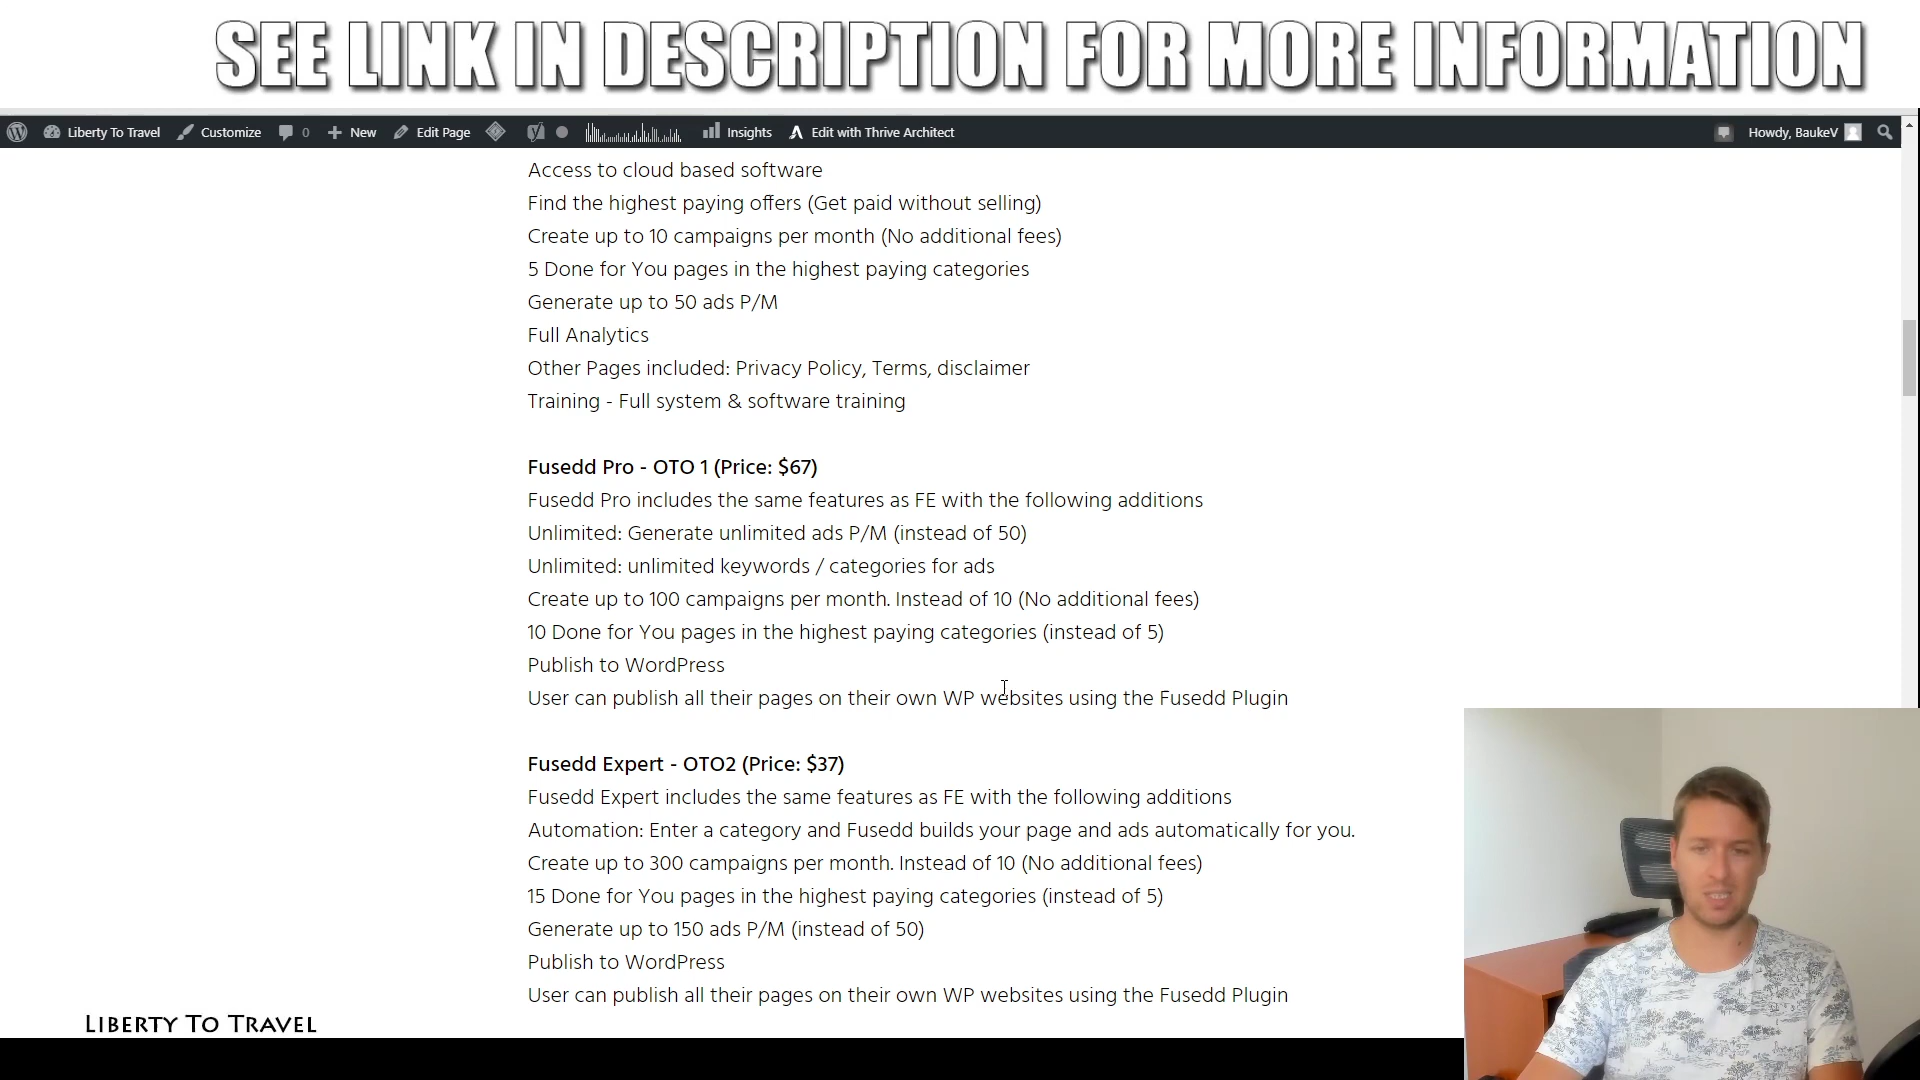 SEE LINK IN DESCRIPTION FOR MORE INFORMATION
Liberty To Travel Customize 0 New Edit Page Insights Edit with Thrive Architect Howdy, BaukeV
Access to cloud based software
Find the highest paying offers (Get paid without selling)
Create up to 10 campaigns per month (No additional fees)
5 Done for You pages in the highest paying categories
Generate up to 50 ads P/M
Full Analytics
Other Pages included: Privacy Policy, Terms, disclaimer
Training - Full system & software training
Fusedd Pro - OTO 1 (Price: $67)
Fusedd Pro includes the same features as FE with the following additions
Unlimited: Generate unlimited ads P/M (instead of 50)
Unlimited: unlimited keywords / categories for ads
Create up to 100 campaigns per month. Instead of 10 (No additional fees)
10 Done for You pages in the highest paying categories (instead of 5)
Publish to WordPress
User can publish all their pages on their own WP websites using the Fusedd Plugin
Fusedd Expert - OTO2 (Price: $37)
Fusedd Expert includes the same features as FE with the following additions
Automation: Enter a category and Fusedd builds your page and ads automatically for you.
Create up to 300 campaigns per month. Instead of 10 (No additional fees)
15 Done for You pages in the highest paying categories (instead of 5)
Generate up to 150 ads P/M (instead of 50)
Publish to WordPress
User can publish all their pages on their own WP websites using the Fusedd Plugin
LIBERTY TO TRAVEL